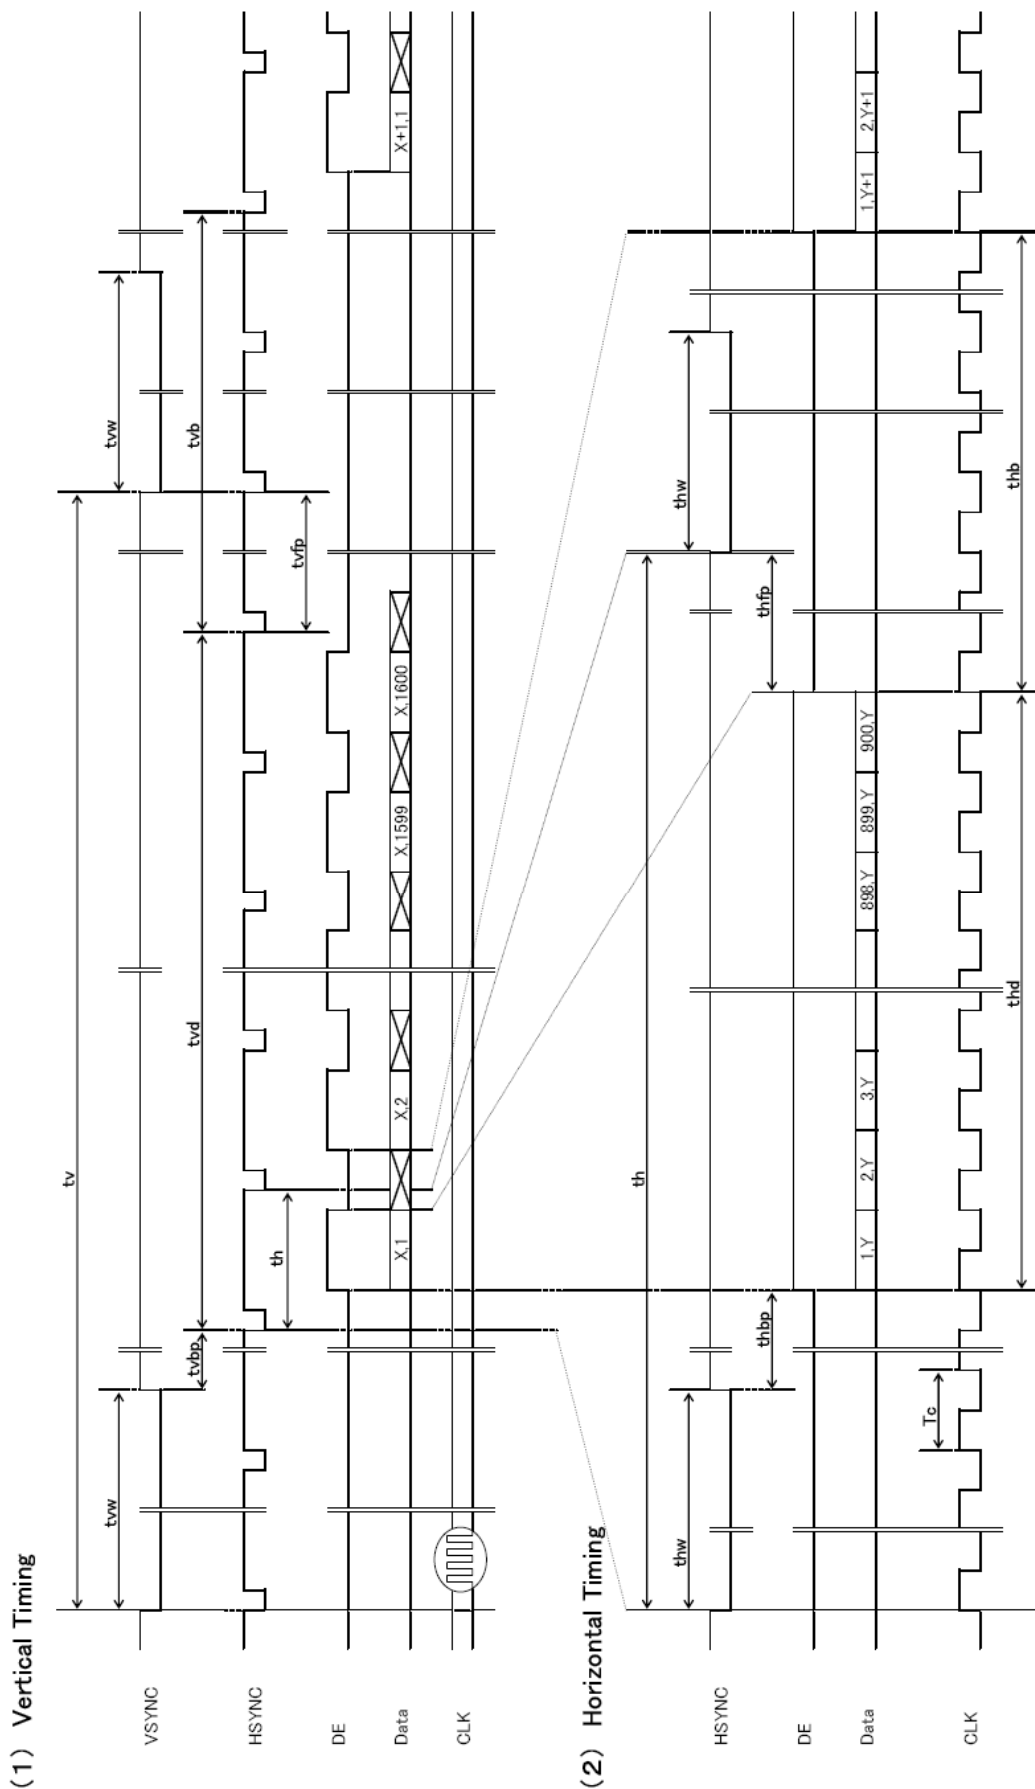 (1) Vertical Timing
tv
tvw
tvw
VSYNC
tvbp
tvd
tvb
HSYNC
th
tvfp
DE
Data
X,1
X,2
X,1599
X,1600
X+1,1
CLK
(2) Horizontal Timing
th
thw
thw
HSYNC
thbp
thfp
DE
Data
1,Y
2,Y
3,Y
898,Y
899,Y
900,Y
1,Y+1
2,Y+1
Tc
CLK
thd
thb